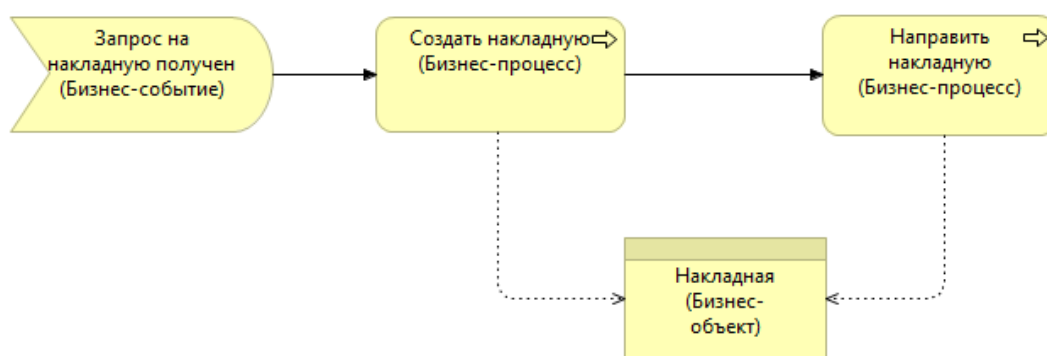 Запрос на
накладную получен
(Бизнес-событие)
Создать накладную
(Бизнес-процесс)
Направить
накладную
(Бизнес-процесс)
Накладная
(Бизнес-
объект)